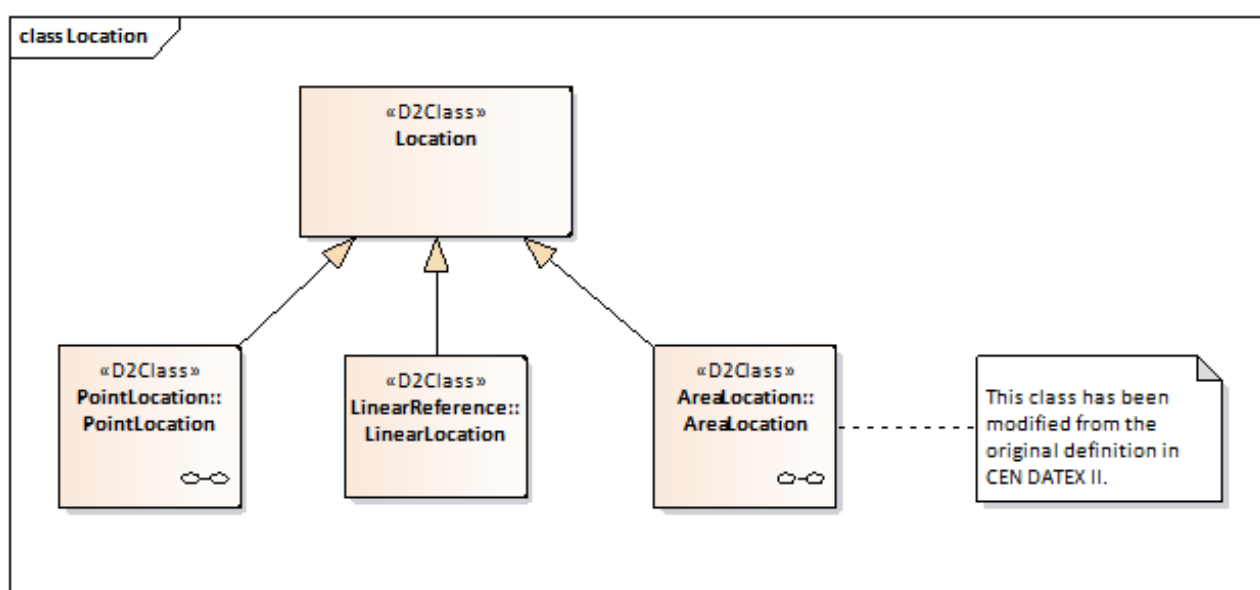 class Location
«D2Class»
Location
«D2Class»
PointLocation::
PointLocation
«D2Class»
LinearReference::
LinearLocation
«D2Class»
AreaLocation::
AreaLocation
This class has been
modified from the
original definition in
CEN DATEX II.